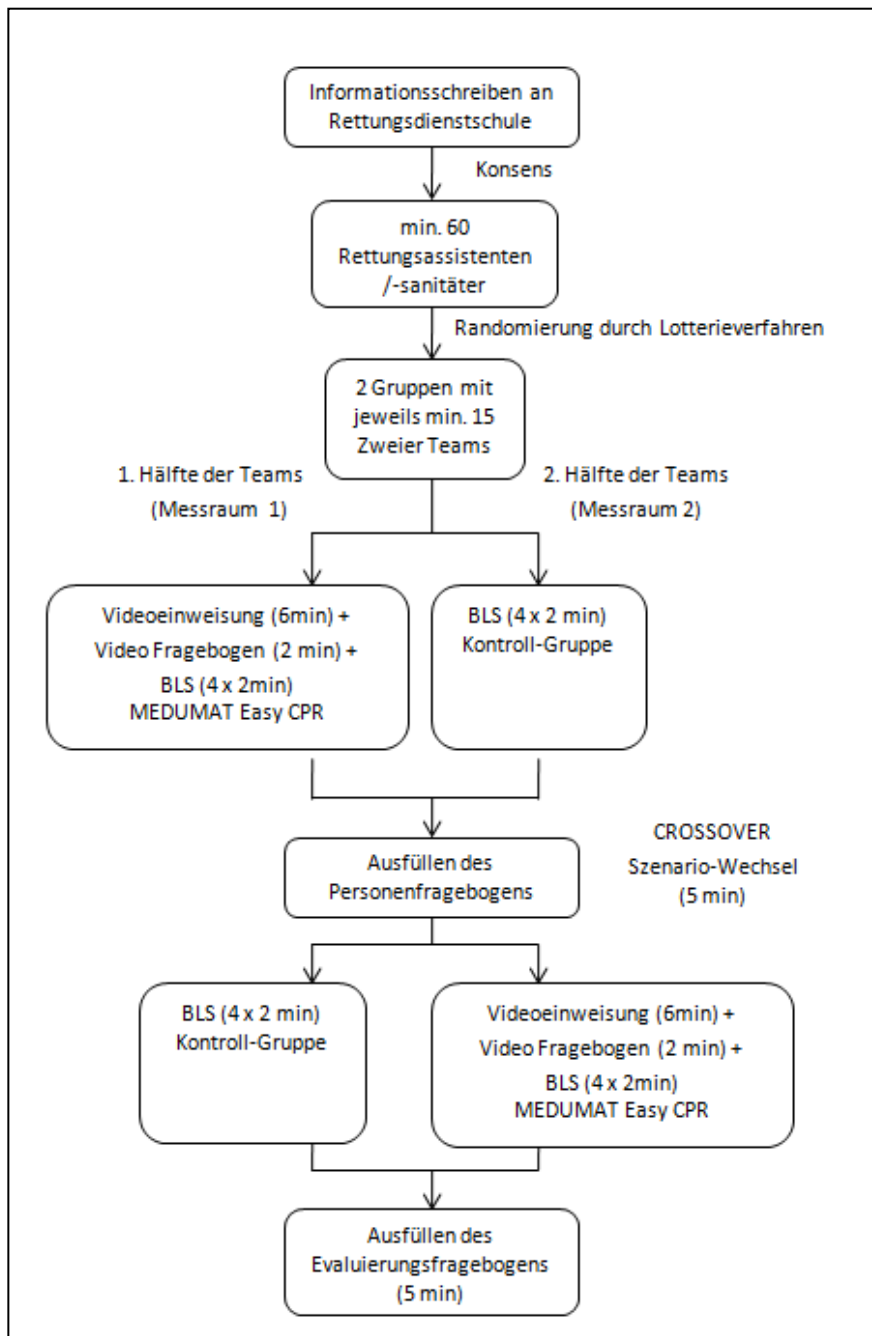 Informationsschreiben an
Rettungsdienstschule
Konsens
min. 60
Rettungsassistenten
/-sanitäter
Randomierung durch Lotterieverfahren
2 Gruppen mit
jeweils min. 15
Zweier Teams
1. Hälfte der Teams
(Messraum 1)
2. Hälfte der Teams
(Messraum 2)
Videoeinweisung (6min) +
Video Fragebogen (2 min) +
BLS (4 x 2min)
MEDUMAT Easy CPR
BLS (4 x 2 min)
Kontroll-Gruppe
Ausfüllen des
Personenfragebogens
CROSSOVER
Szenario-Wechsel
(5 min)
BLS (4 x 2 min)
Kontroll-Gruppe
Videoeinweisung (6min) +
Video Fragebogen (2 min) +
BLS (4 x 2min)
MEDUMAT Easy CPR
Ausfüllen des
Evaluierungsfragebogens
(5 min)